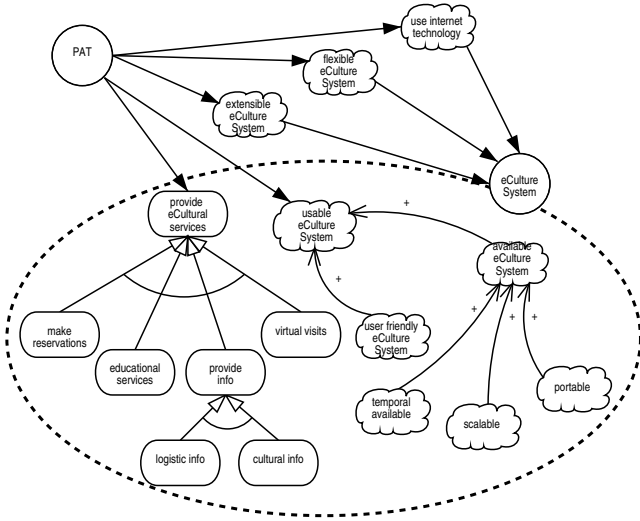 use internet
technology
PAT
flexible
eCulture
System
extensible
eCulture
System
eCulture
System
provide
eCultural
services
usable
eCulture
System
+
available
eCulture
System
+
+
+
+
make
reservations
virtual visits
user friendly
eCulture
System
educational
services
provide
info
temporal
available
portable
scalable
logistic info
cultural info